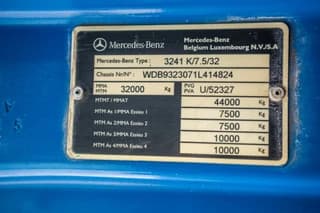 Mercedes-Benz Mercedes-Benz
Belgium Luxembourg N.V./S.A
Mercedes-Benz Type : 3241 K/7.5/32
Chassis Nr/N° : WDB9323071L414824
MMA MTM 32000 Kg PVG PVA U/52327
MTMT / MMAT 44000 Kg
MTM As 1/MMA Essieu 1 7500 Kg
MTM As 2/MMA Essieu 2 7500 Kg
MTM As 3/MMA Essieu 3 10000 Kg
MTM As 4/MMA Essieu 4 10000 Kg